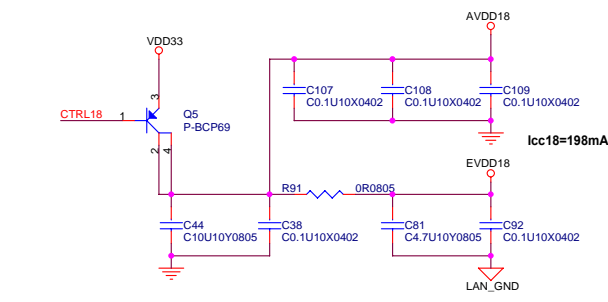 AVDD18
VDD33
3
C107
C0.1U10X0402
C108
C0.1U10X0402
C109
C0.1U10X0402
CTRL18
1
Q5
P-BCP69
Icc18=198mA
2
4
EVDD18
R91
0R0805
C44
C10U10Y0805
C38
C0.1U10X0402
C81
C4.7U10Y0805
C92
C0.1U10X0402
LAN_GND